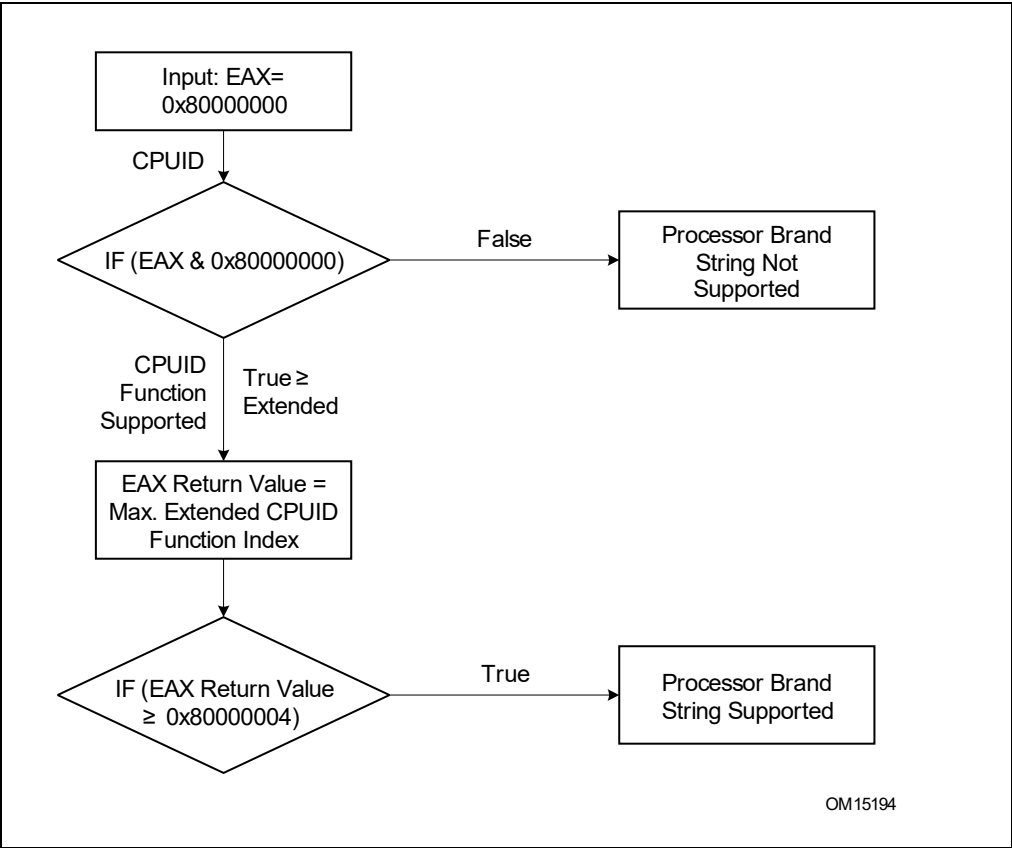 Input: EAX=
0x80000000
CPUID
IF (EAX & 0x80000000)
False
Processor Brand
String Not
Supported
CPUID
Function
Supported
True ≥
Extended
EAX Return Value =
Max. Extended CPUID
Function Index
IF (EAX Return Value
≥ 0x80000004)
True
Processor Brand
String Supported
OM15194